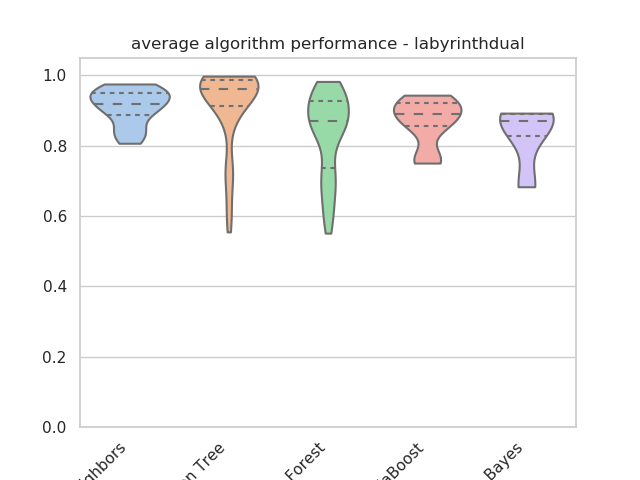 average algorithm performance - labyrinthdual
1.0
0.8
0.6
0.4
0.2
0.0
ghbors
n Tree
Forest
aBoost
Bayes